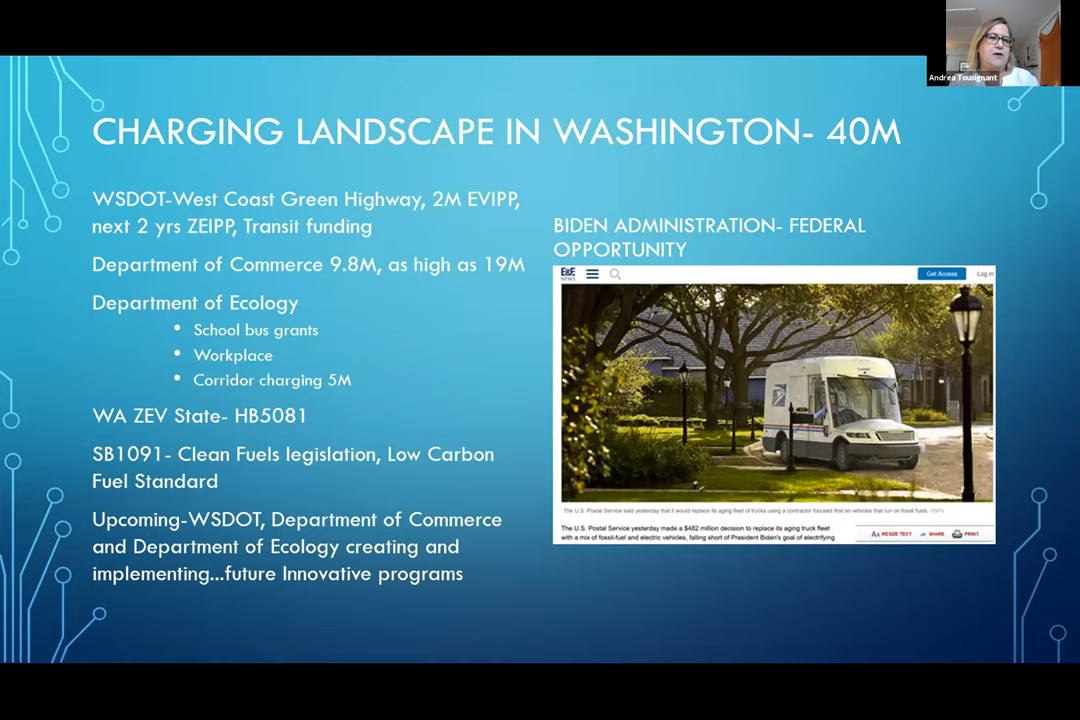 Andrea Tousignant
CHARGING LANDSCAPE IN WASHINGTON- 40M
WSDOT-West Coast Green Highway, 2M EVIPP,
next 2 yrs ZEIPP, Transit funding
Department of Commerce 9.8M, as high as 19M
Department of Ecology
• School bus grants
• Workplace
• Corridor charging 5M
WA ZEV State- HB5081
SB1091- Clean Fuels legislation, Low Carbon
Fuel Standard
Upcoming-WSDOT, Department of Commerce
and Department of Ecology creating and
implementing...future Innovative programs
BIDEN ADMINISTRATION- FEDERAL
OPPORTUNITY
E&E
NEWS
Get Access
Log in
The U.S. Postal Service said yesterday that it would replace its aging fleet of trucks using a contractor focused first on vehicles that run on fossil fuels. USPS
The U.S. Postal Service yesterday made a $482 million decision to replace its aging truck fleet
with a mix of fossil-fuel and electric vehicles, falling short of President Biden's goal of electrifying
AA RESIZE TEXT
SHARE
PRINT